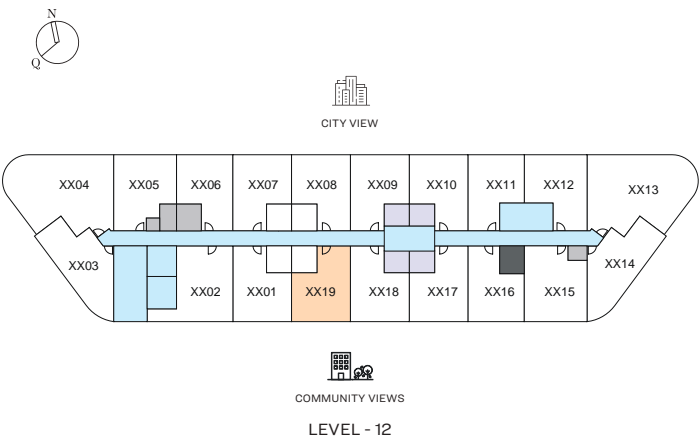 N
Q
CITY VIEW
XX04 XX05 XX06 XX07 XX08 XX09 XX10 XX11 XX12 XX13
XX03 XX14
XX02 XX01 XX19 XX18 XX17 XX16 XX15
COMMUNITY VIEWS
LEVEL - 12